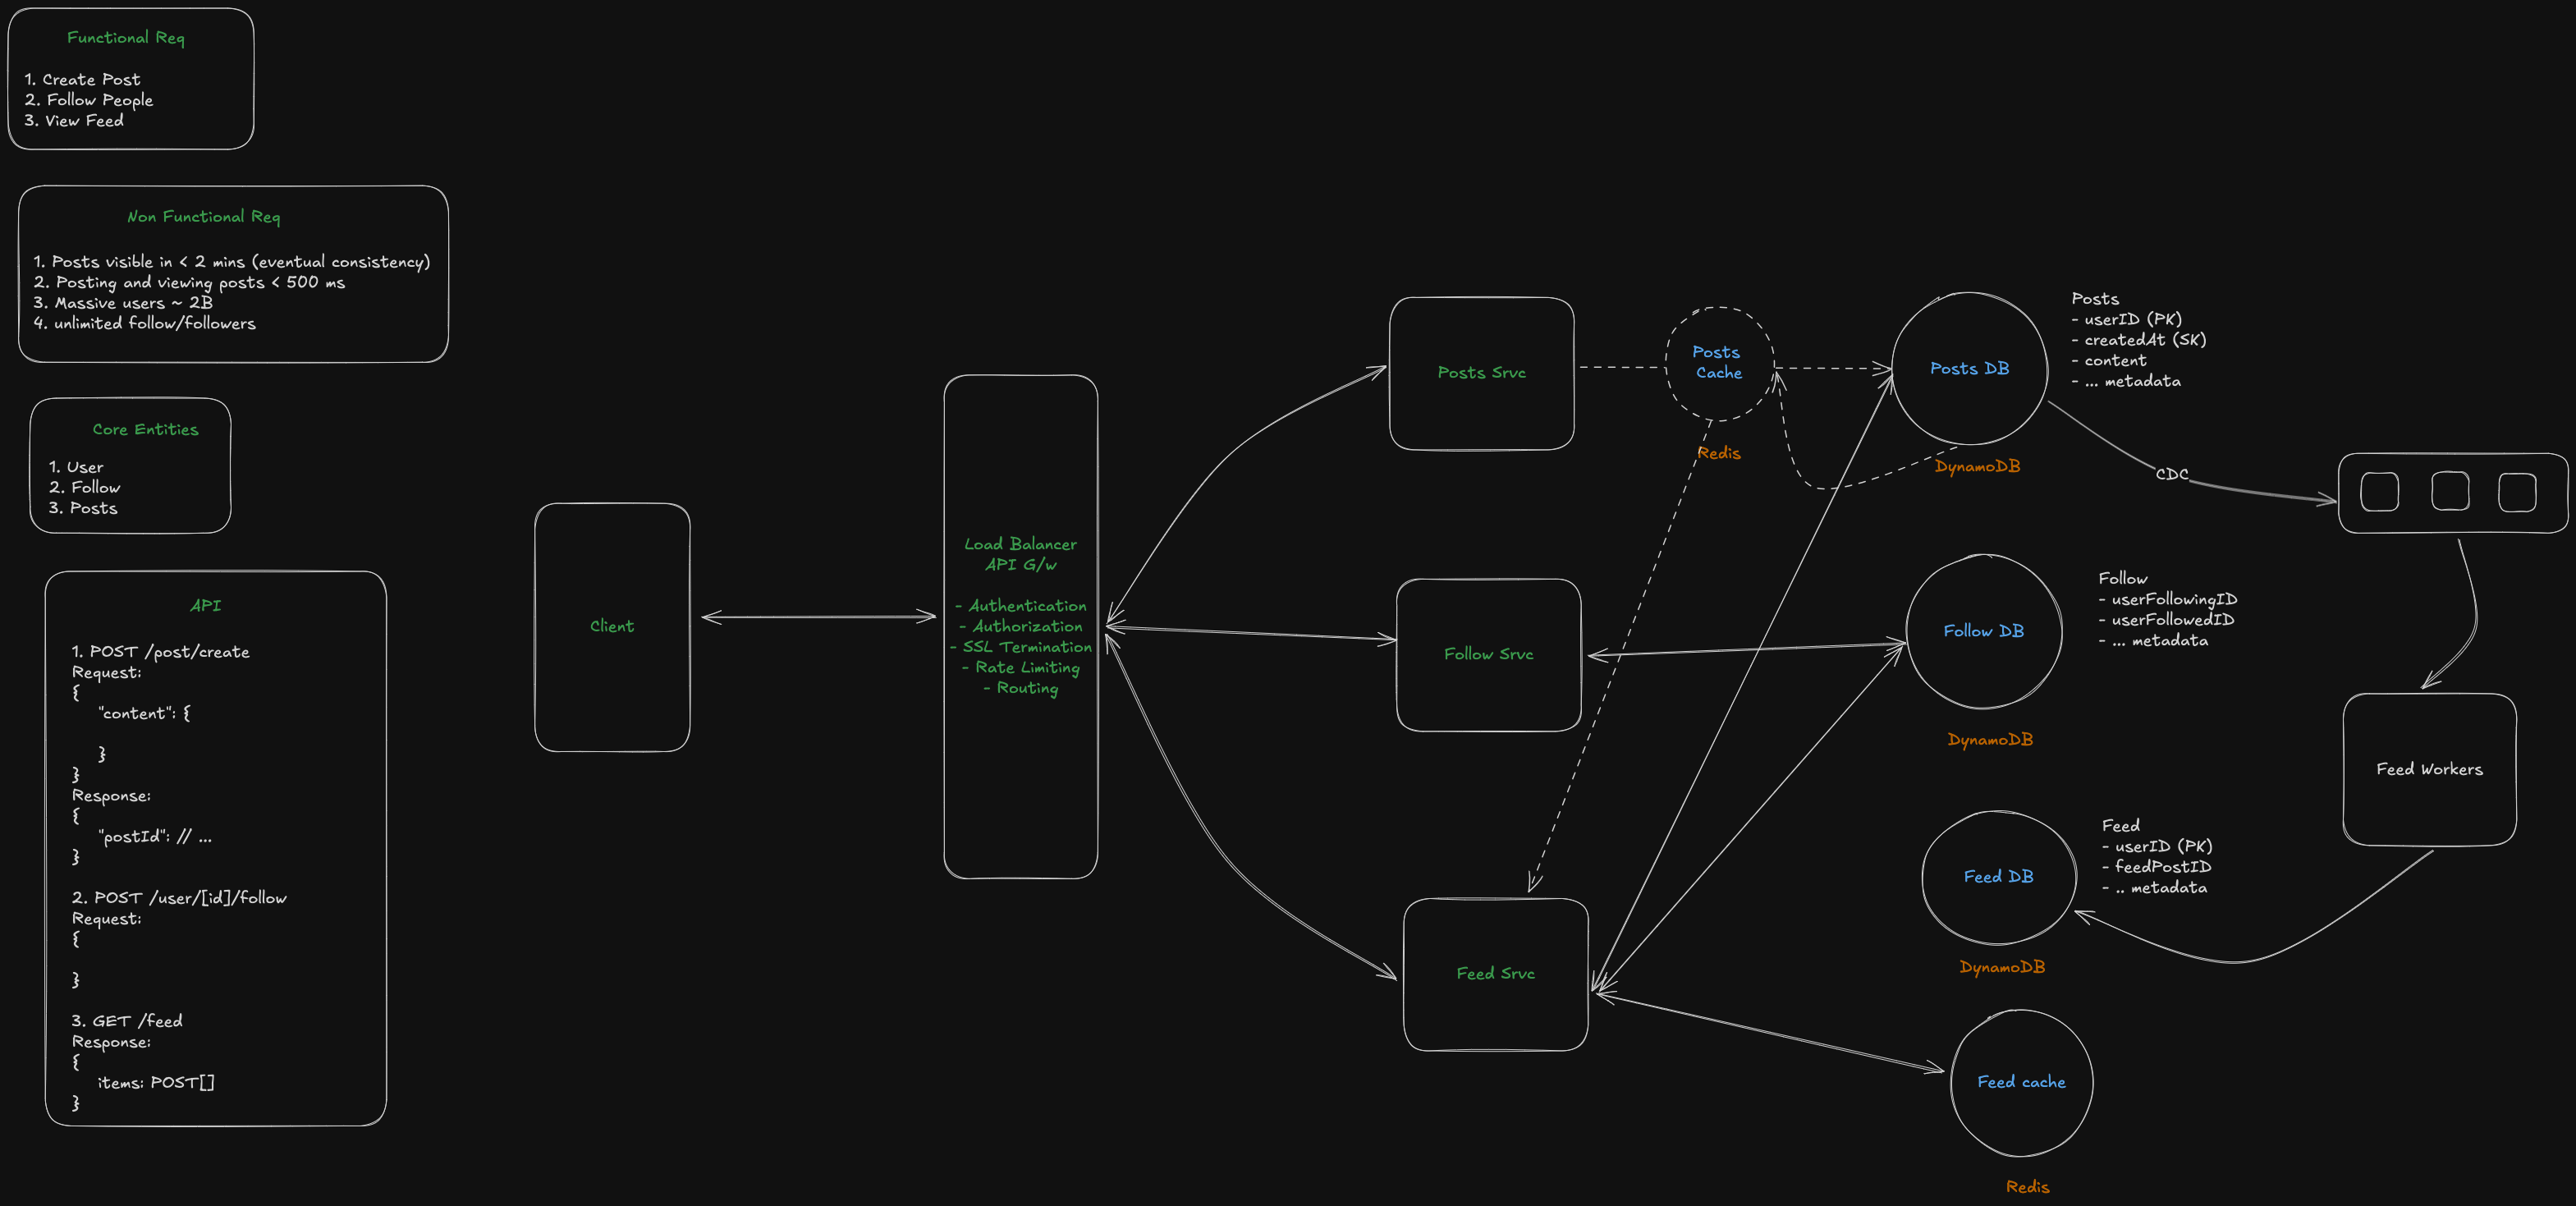 Functional Req
1. Create Post
2. Follow People
3. View Feed
Non Functional Req
1. Posts visible in < 2 mins (eventual consistency)
2. Posting and viewing posts < 500 ms
3. Massive users ~ 2B
4. unlimited follow/followers
Core Entities
1. User
2. Follow
3. Posts
API
1. POST /post/create
Request:
{
"content": {
}
}
Response:
{
"postId": // ...
}
2. POST /user/[id]/follow
Request:
{
}
3. GET /feed
Response:
{
items: POST[]
}
Client
Load Balancer
API G/w
- Authentication
- Authorization
- SSL Termination
- Rate Limiting
- Routing
Posts Srvc
Follow Srvc
Feed Srvc
Posts
Cache
Redis
Posts DB
DynamoDB
Posts
- userID (PK)
- createdAt (SK)
- content
- ... metadata
CDC
Follow DB
DynamoDB
Follow
- userFollowingID
- userFollowedID
- ... metadata
Feed DB
DynamoDB
Feed
- userID (PK)
- feedPostID
- .. metadata
Feed Workers
Feed cache
Redis